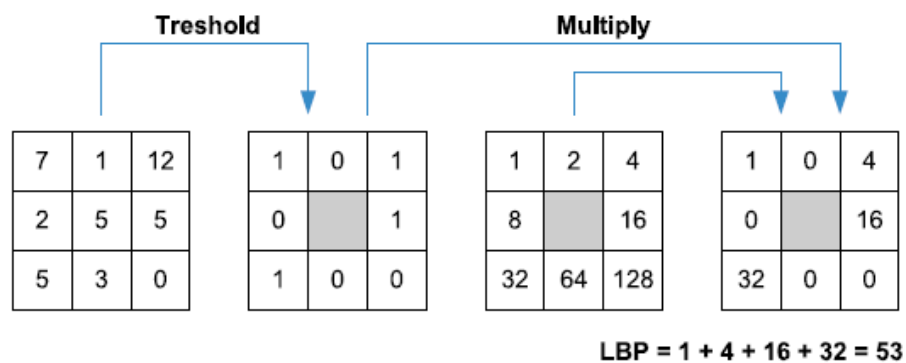 Treshold Multiply
7 1 12 1 0 1 1 2 4 1 0 4
2 5 5 0 1 8 16 0 16
5 3 0 1 0 0 32 64 128 32 0 0
LBP = 1 + 4 + 16 + 32 = 53